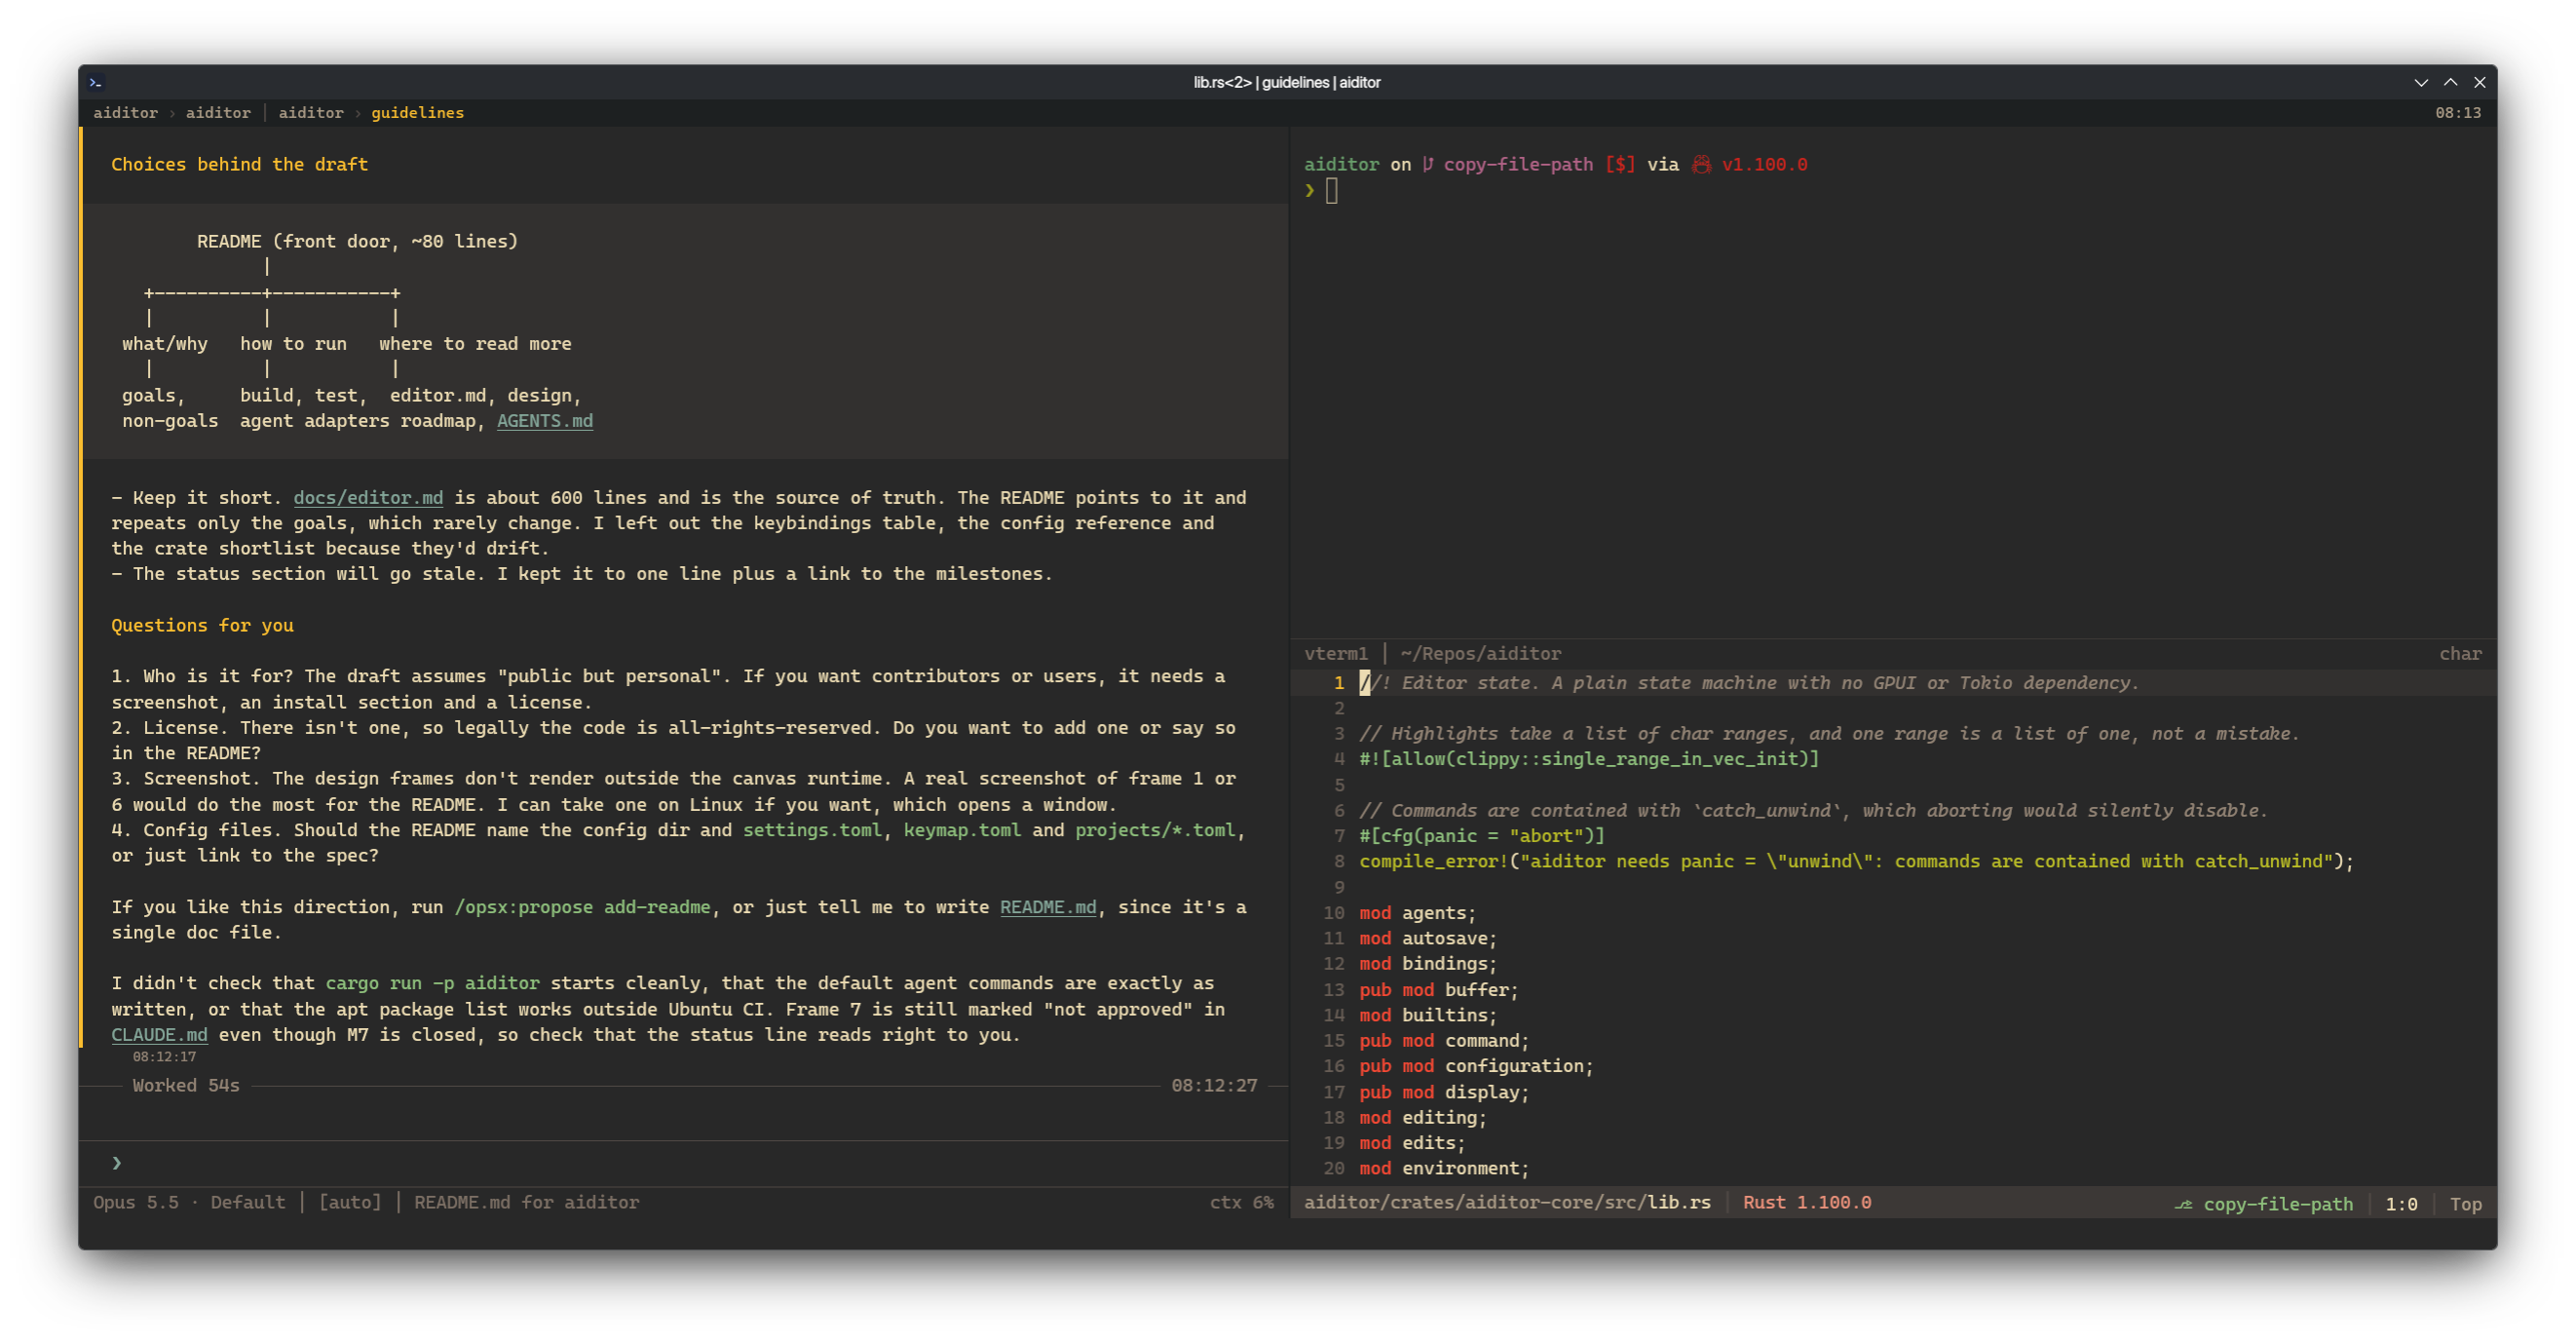 lib.rs<2> | guidelines | aiditor
aiditor › aiditor │ aiditor › guidelines
08:13
Choices behind the draft
README (front door, ~80 lines)
|
+----------+-----------+
| | |
what/why how to run where to read more
| | |
goals, build, test, editor.md, design,
non-goals agent adapters roadmap, AGENTS.md
- Keep it short. docs/editor.md is about 600 lines and is the source of truth. The README points to it and
repeats only the goals, which rarely change. I left out the keybindings table, the config reference and
the crate shortlist because they'd drift.
- The status section will go stale. I kept it to one line plus a link to the milestones.
Questions for you
1. Who is it for? The draft assumes "public but personal". If you want contributors or users, it needs a
screenshot, an install section and a license.
2. License. There isn't one, so legally the code is all-rights-reserved. Do you want to add one or say so
in the README?
3. Screenshot. The design frames don't render outside the canvas runtime. A real screenshot of frame 1 or
6 would do the most for the README. I can take one on Linux if you want, which opens a window.
4. Config files. Should the README name the config dir and settings.toml, keymap.toml and projects/*.toml,
or just link to the spec?
If you like this direction, run /opsx:propose add-readme, or just tell me to write README.md, since it's a
single doc file.
I didn't check that cargo run -p aiditor starts cleanly, that the default agent commands are exactly as
written, or that the apt package list works outside Ubuntu CI. Frame 7 is still marked "not approved" in
CLAUDE.md even though M7 is closed, so check that the status line reads right to you.
08:12:17
Worked 54s
08:12:27
❯
Opus 5.5 · Default │ [auto] │ README.md for aiditor
ctx 6%
aiditor on copy-file-path [$] via v1.100.0
❯
vterm1 │ ~/Repos/aiditor
char
1 //! Editor state. A plain state machine with no GPUI or Tokio dependency.
2
3 // Highlights take a list of char ranges, and one range is a list of one, not a mistake.
4 #![allow(clippy::single_range_in_vec_init)]
5
6 // Commands are contained with `catch_unwind`, which aborting would silently disable.
7 #[cfg(panic = "abort")]
8 compile_error!("aiditor needs panic = \"unwind\": commands are contained with catch_unwind");
9
10 mod agents;
11 mod autosave;
12 mod bindings;
13 pub mod buffer;
14 mod builtins;
15 pub mod command;
16 pub mod configuration;
17 pub mod display;
18 mod editing;
19 mod edits;
20 mod environment;
aiditor/crates/aiditor-core/src/lib.rs │ Rust 1.100.0
copy-file-path │ 1:0 │ Top